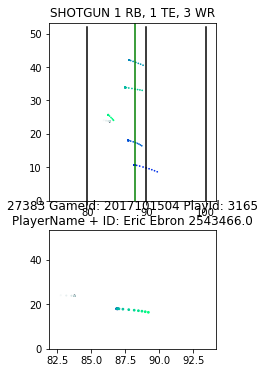 SHOTGUN 1 RB, 1 TE, 3 WR
50
40
30
20
10
0
80 90 100
27383 GameId: 2017101504 PlayId: 3165
PlayerName + ID: Eric Ebron 2543466.0
40
20
0
82.5 85.0 87.5 90.0 92.5